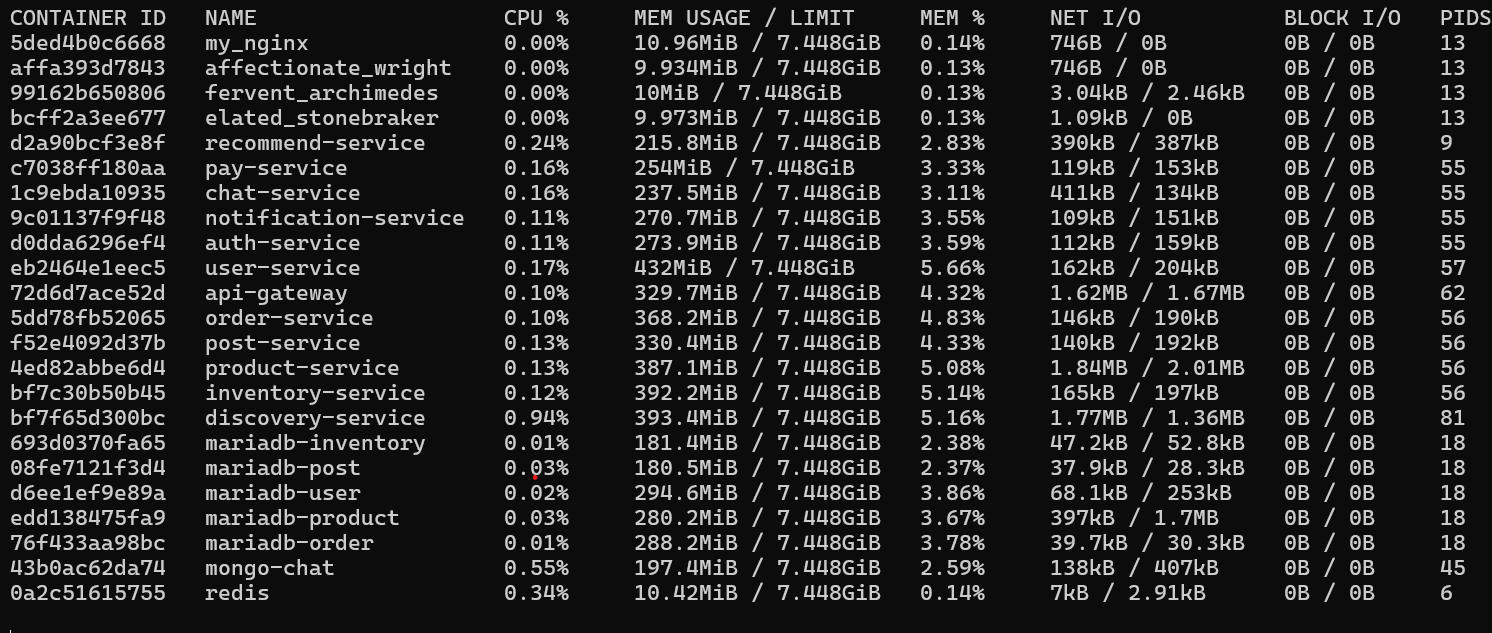 CONTAINER ID   NAME                   CPU %     MEM USAGE / LIMIT     MEM %     NET I/O           BLOCK I/O   PIDS
5ded4b0c6668   my_nginx               0.00%     10.96MiB / 7.448GiB   0.14%     746B / 0B         0B / 0B     13
affa393d7843   affectionate_wright    0.00%     9.934MiB / 7.448GiB   0.13%     746B / 0B         0B / 0B     13
99162b650806   fervent_archimedes     0.00%     10MiB / 7.448GiB      0.13%     3.04kB / 2.46kB   0B / 0B     13
bcff2a3ee677   elated_stonebraker     0.00%     9.973MiB / 7.448GiB   0.13%     1.09kB / 0B       0B / 0B     13
d2a90bcf3e8f   recommend-service      0.24%     215.8MiB / 7.448GiB   2.83%     390kB / 387kB     0B / 0B     9
c7038ff180aa   pay-service            0.16%     254MiB / 7.448GiB     3.33%     119kB / 153kB     0B / 0B     55
1c9ebda10935   chat-service           0.16%     237.5MiB / 7.448GiB   3.11%     411kB / 134kB     0B / 0B     55
9c01137f9f48   notification-service   0.11%     270.7MiB / 7.448GiB   3.55%     109kB / 151kB     0B / 0B     55
d0dda6296ef4   auth-service           0.11%     273.9MiB / 7.448GiB   3.59%     112kB / 159kB     0B / 0B     55
eb2464e1eec5   user-service           0.17%     432MiB / 7.448GiB     5.66%     162kB / 204kB     0B / 0B     57
72d6d7ace52d   api-gateway            0.10%     329.7MiB / 7.448GiB   4.32%     1.62MB / 1.67MB   0B / 0B     62
5dd78fb52065   order-service          0.10%     368.2MiB / 7.448GiB   4.83%     146kB / 190kB     0B / 0B     56
f52e4092d37b   post-service           0.13%     330.4MiB / 7.448GiB   4.33%     140kB / 192kB     0B / 0B     56
4ed82abbe6d4   product-service        0.13%     387.1MiB / 7.448GiB   5.08%     1.84MB / 2.01MB   0B / 0B     56
bf7c30b50b45   inventory-service      0.12%     392.2MiB / 7.448GiB   5.14%     165kB / 197kB     0B / 0B     56
bf7f65d300bc   discovery-service      0.94%     393.4MiB / 7.448GiB   5.16%     1.77MB / 1.36MB   0B / 0B     81
693d0370fa65   mariadb-inventory      0.01%     181.4MiB / 7.448GiB   2.38%     47.2kB / 52.8kB   0B / 0B     18
08fe7121f3d4   mariadb-post           0.03%     180.5MiB / 7.448GiB   2.37%     37.9kB / 28.3kB   0B / 0B     18
d6ee1ef9e89a   mariadb-user           0.02%     294.6MiB / 7.448GiB   3.86%     68.1kB / 253kB    0B / 0B     18
edd138475fa9   mariadb-product        0.03%     280.2MiB / 7.448GiB   3.67%     397kB / 1.7MB     0B / 0B     18
76f433aa98bc   mariadb-order          0.01%     288.2MiB / 7.448GiB   3.78%     39.7kB / 30.3kB   0B / 0B     18
43b0ac62da74   mongo-chat             0.55%     197.4MiB / 7.448GiB   2.59%     138kB / 407kB     0B / 0B     45
0a2c51615755   redis                  0.34%     10.42MiB / 7.448GiB   0.14%     7kB / 2.91kB      0B / 0B     6